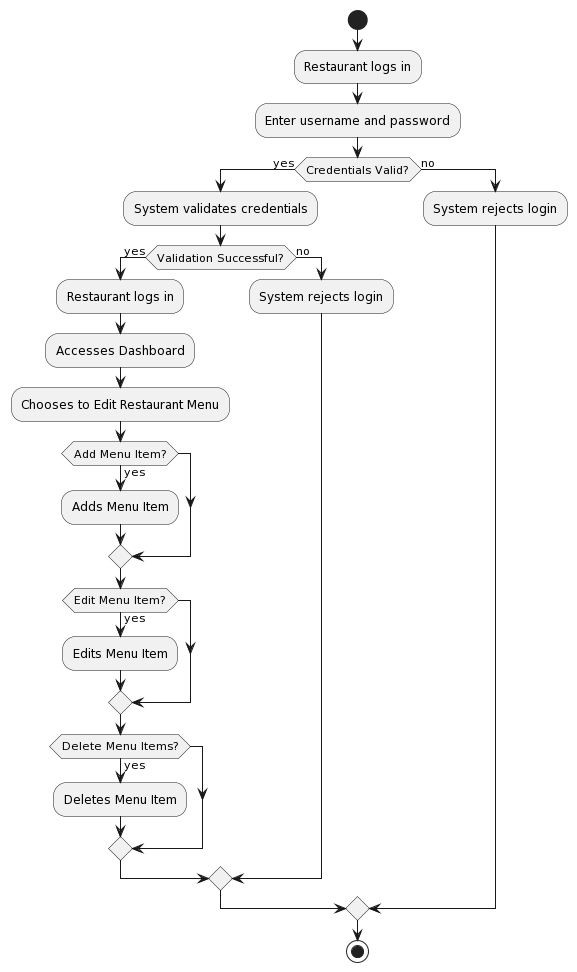 Restaurant logs in
Enter username and password
Credentials Valid?
yes
no
System validates credentials
System rejects login
Validation Successful?
yes
no
Restaurant logs in
System rejects login
Accesses Dashboard
Chooses to Edit Restaurant Menu
Add Menu Item?
yes
Adds Menu Item
Edit Menu Item?
yes
Edits Menu Item
Delete Menu Items?
yes
Deletes Menu Item